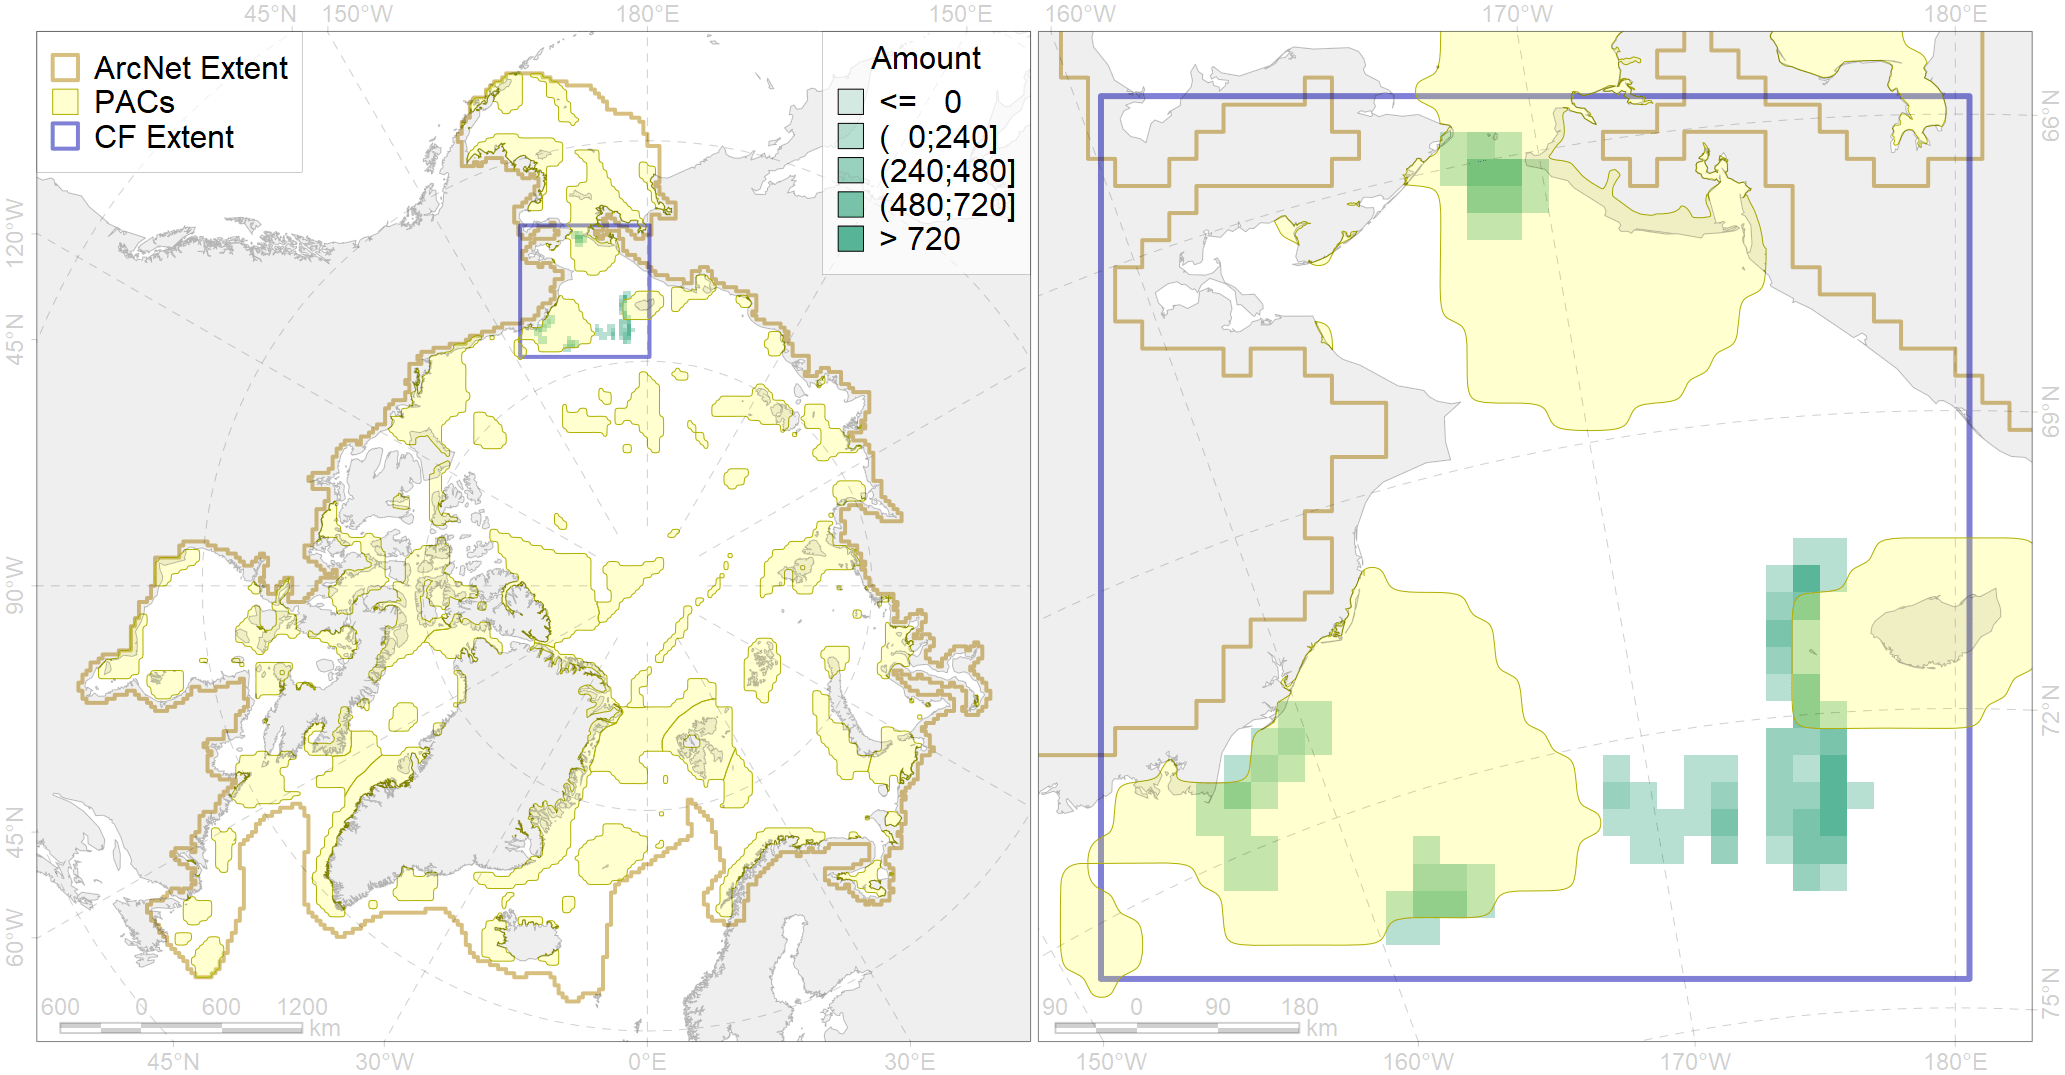 45°N 150°W 180°E 150°E
160°W 170°W 180°E
ArcNet Extent
PACs
CF Extent
Amount
<= 0
( 0;240]
(240;480]
(480;720]
> 720
120°W
45°N
90°W
45°N
60°W
66°N
69°N
72°N
75°N
600 0 600 1200
km
90 0 90 180
km
45°N 30°W 0°E 30°E
150°W 160°W 170°W 180°E